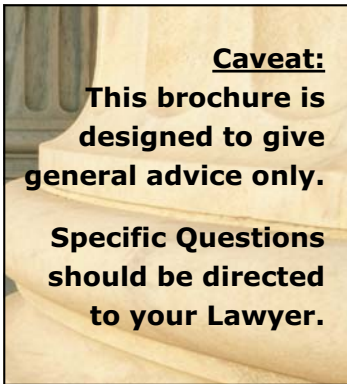 Caveat:
This brochure is
designed to give
general advice only.
Specific Questions
should be directed
to your Lawyer.